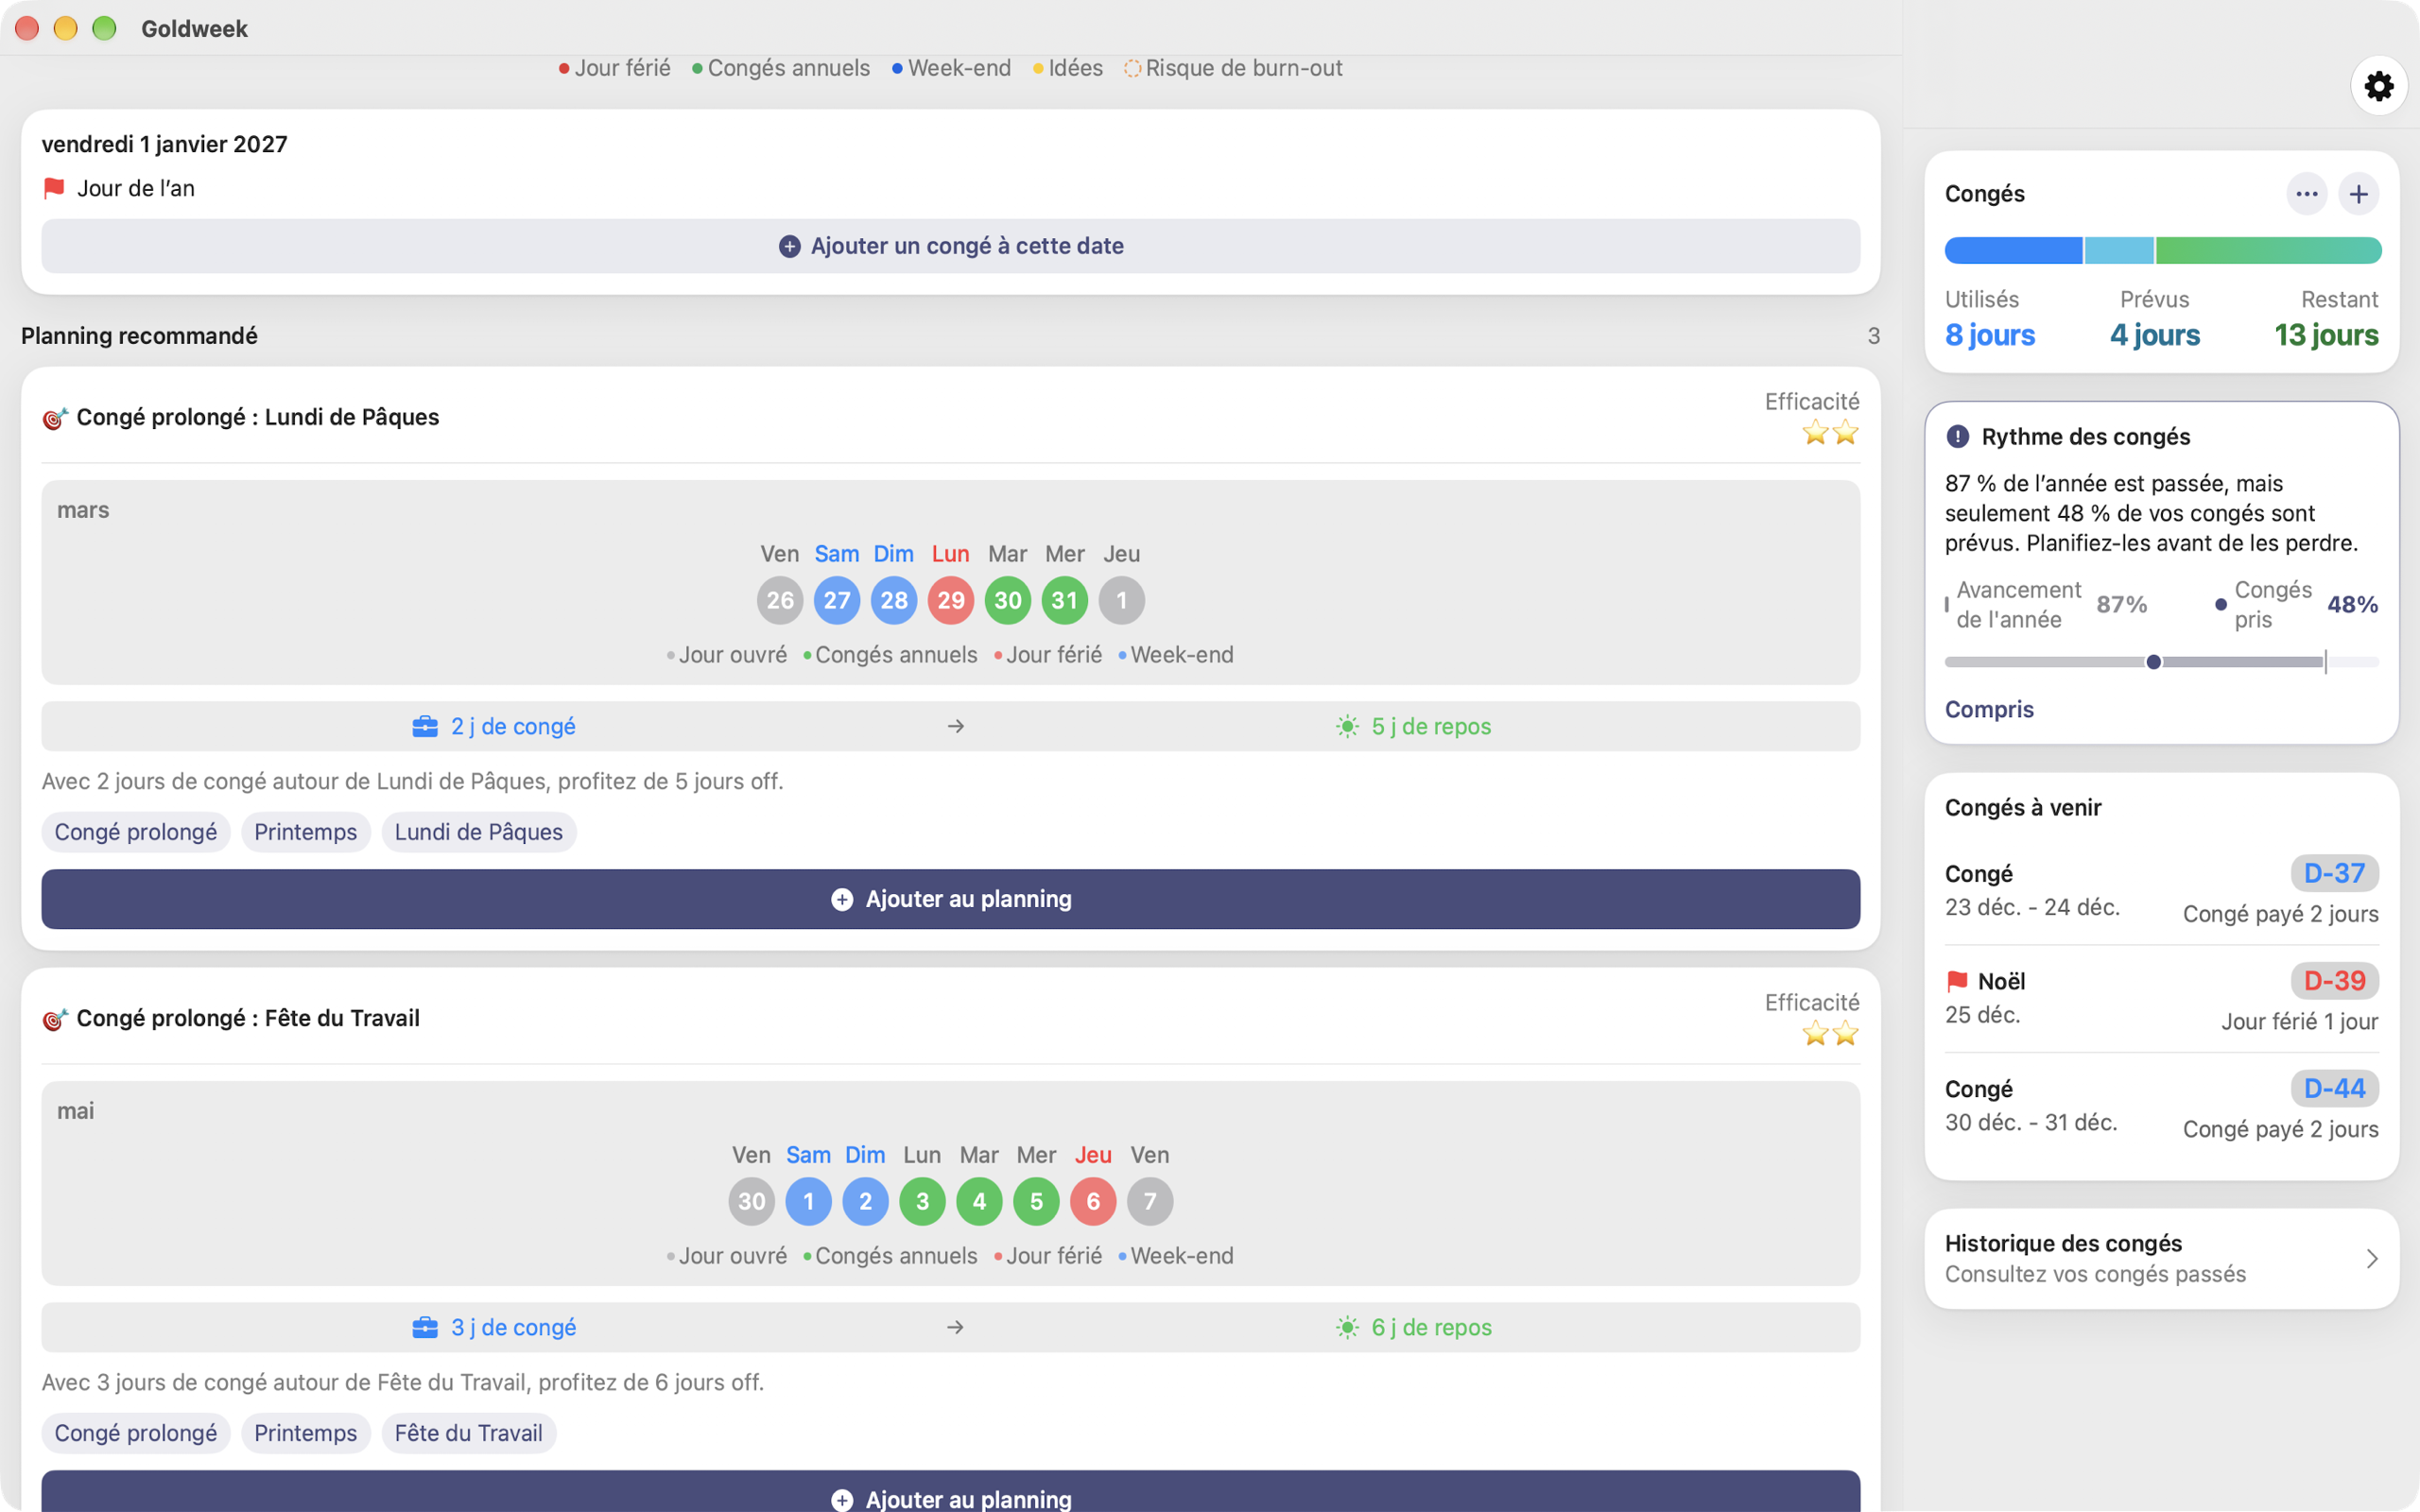 Goldweek
Jour férié Congés annuels Week-end Idées Risque de burn-out
vendredi 1 janvier 2027
Jour de l’an
Ajouter un congé à cette date
Planning recommandé 3
Congé prolongé : Lundi de Pâques
Efficacité
mars
Ven Sam Dim Lun Mar Mer Jeu
26 27 28 29 30 31 1
Jour ouvré Congés annuels Jour férié Week-end
2 j de congé → 5 j de repos
Avec 2 jours de congé autour de Lundi de Pâques, profitez de 5 jours off.
Congé prolongé Printemps Lundi de Pâques
Ajouter au planning
Congé prolongé : Fête du Travail
Efficacité
mai
Ven Sam Dim Lun Mar Mer Jeu Ven
30 1 2 3 4 5 6 7
Jour ouvré Congés annuels Jour férié Week-end
3 j de congé → 6 j de repos
Avec 3 jours de congé autour de Fête du Travail, profitez de 6 jours off.
Congé prolongé Printemps Fête du Travail
Ajouter au planning
Congés
Utilisés Prévus Restant
8 jours 4 jours 13 jours
Rythme des congés
87 % de l’année est passée, mais
seulement 48 % de vos congés sont
prévus. Planifiez-les avant de les perdre.
Avancement
de l'année 87%
Congés
pris 48%
Compris
Congés à venir
Congé D-37
23 déc. - 24 déc. Congé payé 2 jours
Noël D-39
25 déc. Jour férié 1 jour
Congé D-44
30 déc. - 31 déc. Congé payé 2 jours
Historique des congés
Consultez vos congés passés